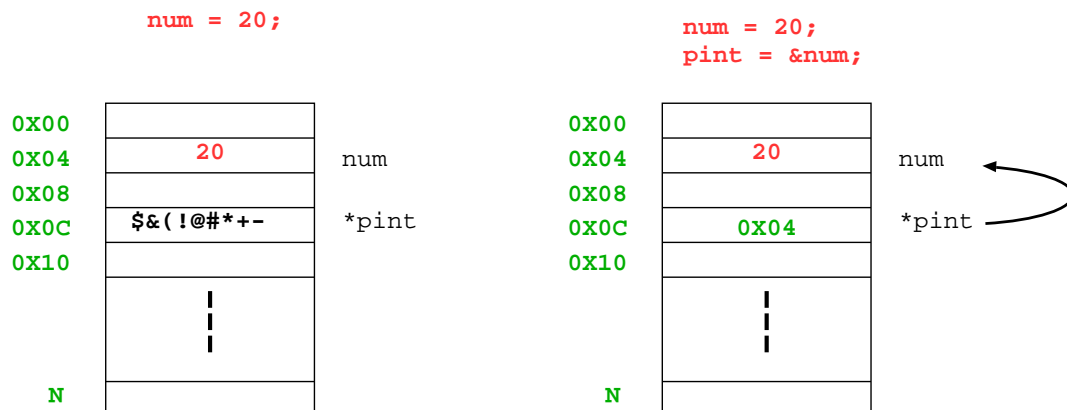 num = 20;
0X00
0X04 20 num
0X08
0X0C $&(!@#*+- *pint
0X10
N
num = 20;
pint = &num;
0X00
0X04 20 num
0X08
0X0C 0X04 *pint
0X10
N